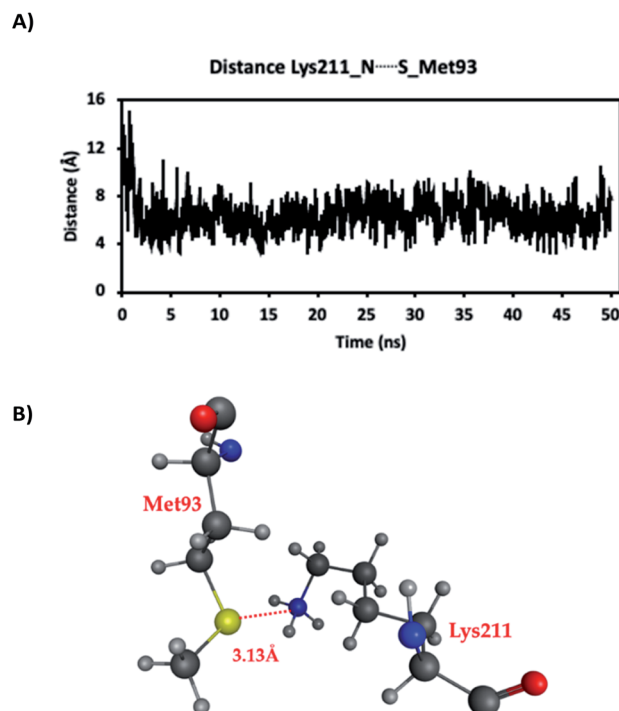 A)
Distance Lys211_N······S_Met93
16
12
8
4
0
Distance (Å)
0 5 10 15 20 25 30 35 40 45 50
Time (ns)
B)
Met93
Lys211
3.13Å